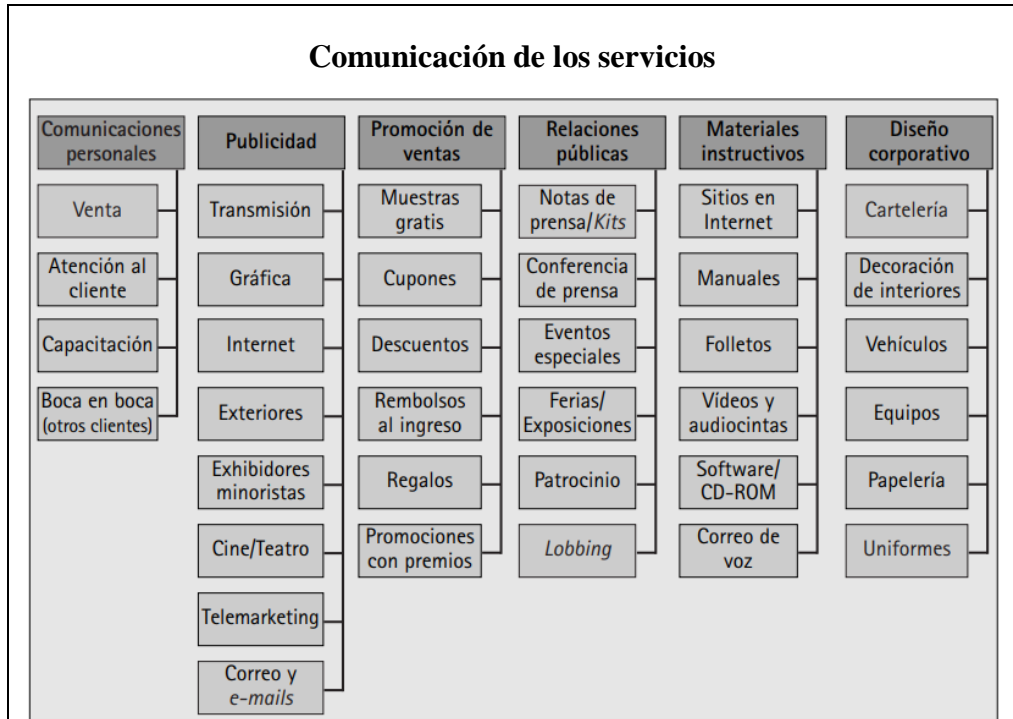 Comunicación de los servicios
Comunicaciones
personales
Venta
Atención al
cliente
Capacitación
Boca en boca
(otros clientes)
Publicidad
Transmisión
Gráfica
Internet
Exteriores
Exhibidores
minoristas
Cine/Teatro
Telemarketing
Correo y
e-mails
Promoción de
ventas
Muestras
gratis
Cupones
Descuentos
Rembolsos
al ingreso
Regalos
Promociones
con premios
Relaciones
públicas
Notas de
prensa/Kits
Conferencia
de prensa
Eventos
especiales
Ferias/
Exposiciones
Patrocinio
Lobbing
Materiales
instructivos
Sitios en
Internet
Manuales
Folletos
Vídeos y
audiocintas
Software/
CD-ROM
Correo de
voz
Diseño
corporativo
Cartelería
Decoración
de interiores
Vehículos
Equipos
Papelería
Uniformes